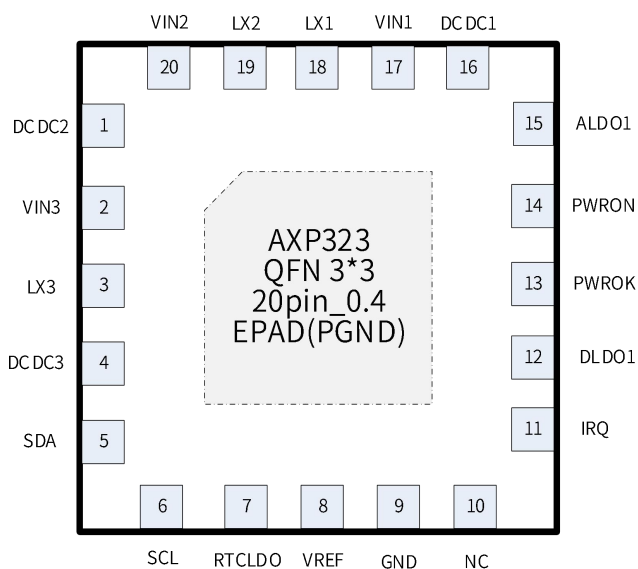 VIN2 LX2 LX1 VIN1 DCDC1
20 19 18 17 16
DCDC2 1 15 ALDO1
VIN3 2 14 PWRON
LX3 3 13 PWROK
DCDC3 4 12 DLDO1
SDA 5 11 IRQ
AXP323
QFN 3*3
20pin_0.4
EPAD(PGND)
6 7 8 9 10
SCL RTCLDO VREF GND NC